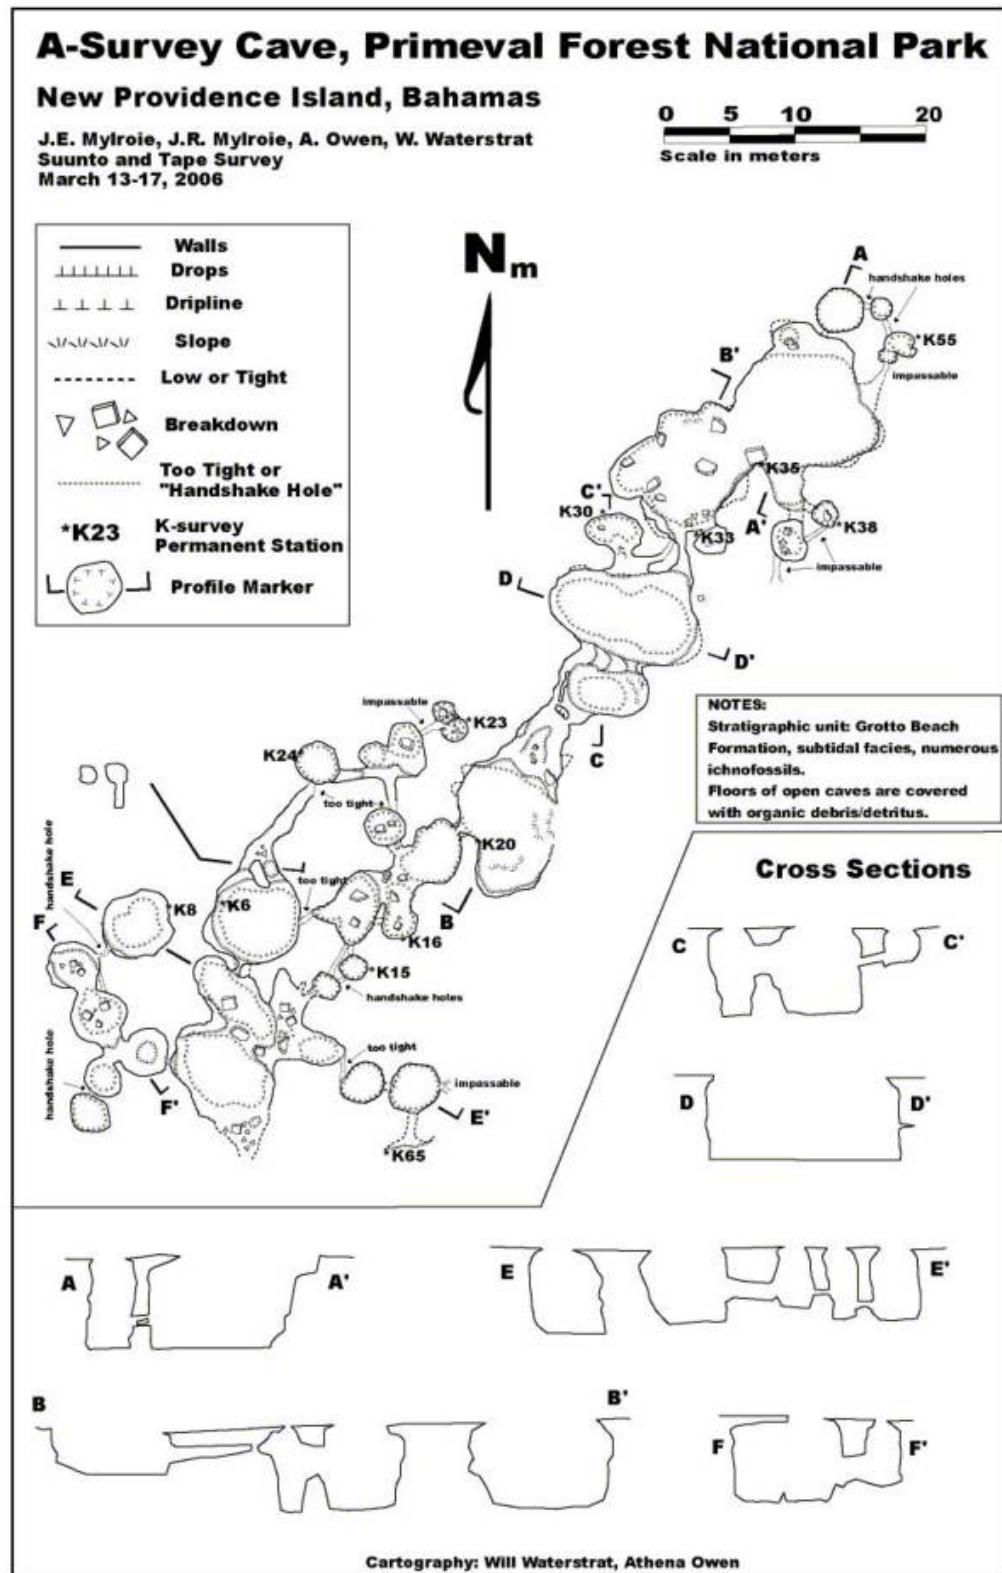 A-Survey Cave, Primeval Forest National Park
New Providence Island, Bahamas
J.E. Mylroie, J.R. Mylroie, A. Owen, W. Waterstrat
Suunto and Tape Survey
March 13-17, 2006
0 5 10 20
Scale in meters
Walls
Drops
Dripline
Slope
Low or Tight
Breakdown
Too Tight or
"Handshake Hole"
*K23 K-survey
Permanent Station
Profile Marker
Nm
A
handshake holes
*K55
impassable
B'
*K35
C'
K30*
A'
*K38
*K33
impassable
D
D'
C
impassable
*K23
K24*
too tight
*K20
handshake hole
E
*K8
*K6
too tight
B
F
*K16
*K15
handshake holes
handshake hole
too tight
impassable
F'
E'
*K65
NOTES:
Stratigraphic unit: Grotto Beach
Formation, subtidal facies, numerous
ichnofossils.
Floors of open caves are covered
with organic debris/detritus.
Cross Sections
C C'
D D'
A A'
E E'
B B'
F F'
Cartography: Will Waterstrat, Athena Owen